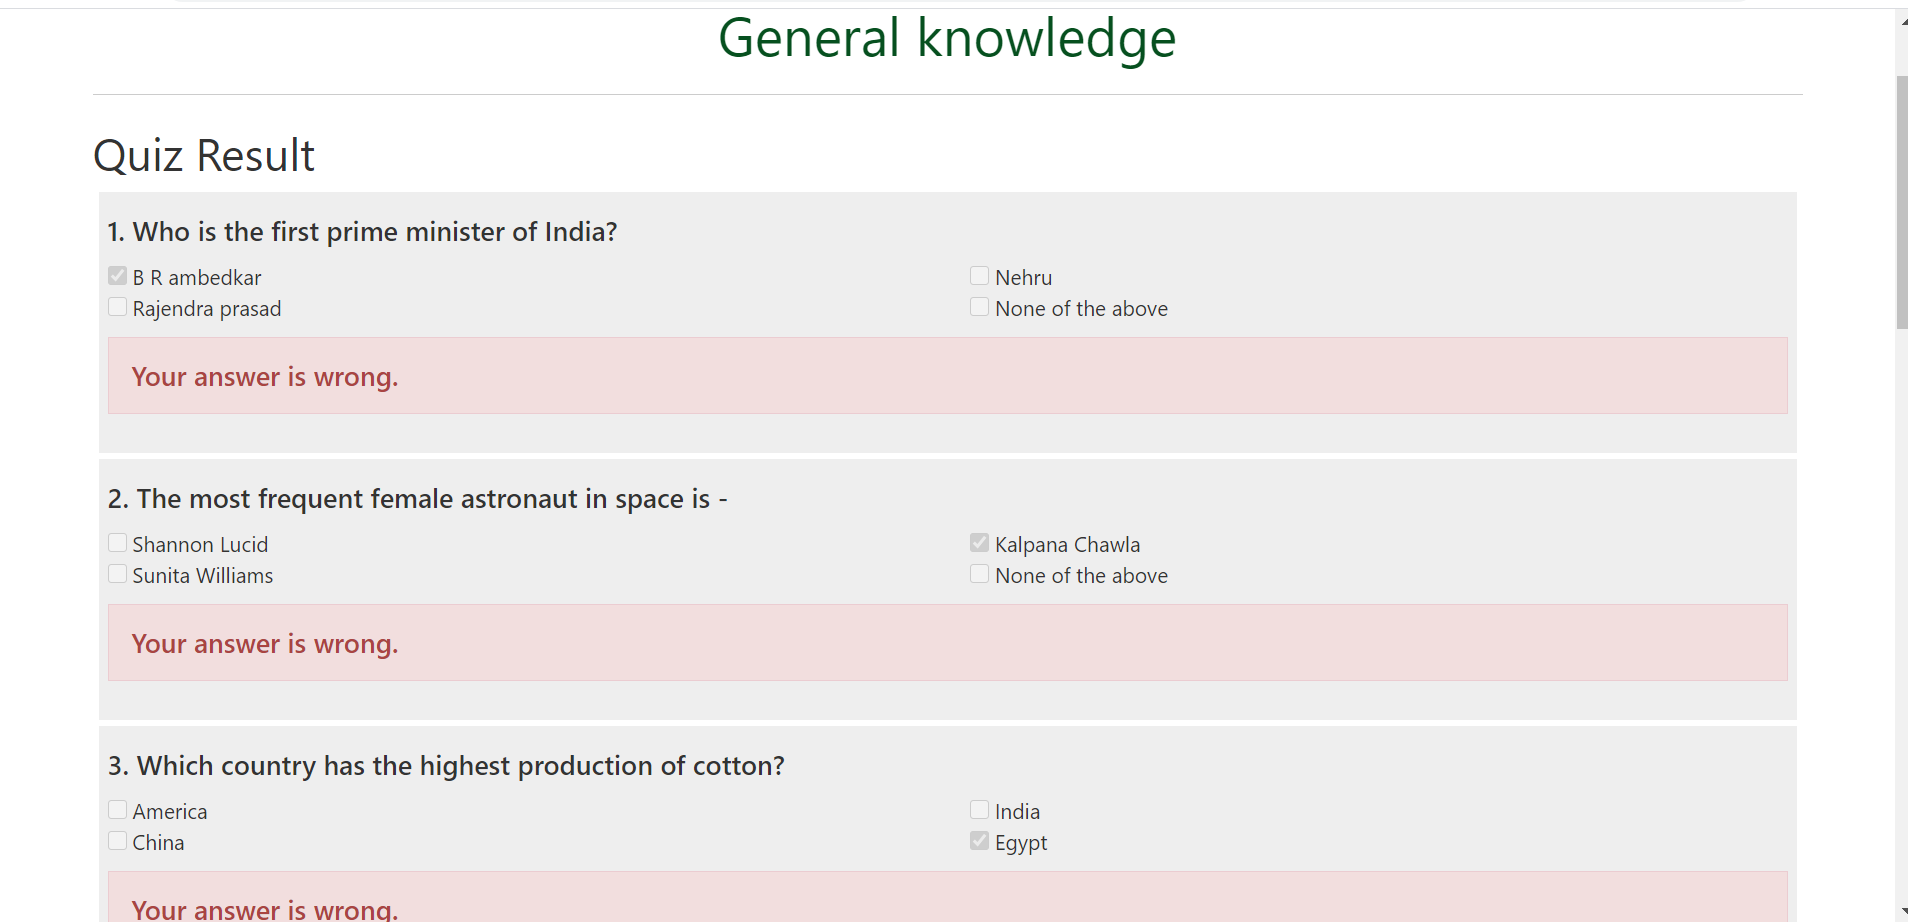 General knowledge
Quiz Result
1. Who is the first prime minister of India?
B R ambedkar
Nehru
Rajendra prasad
None of the above
Your answer is wrong.
2. The most frequent female astronaut in space is -
Shannon Lucid
Kalpana Chawla
Sunita Williams
None of the above
Your answer is wrong.
3. Which country has the highest production of cotton?
America
India
China
Egypt
Your answer is wrong.